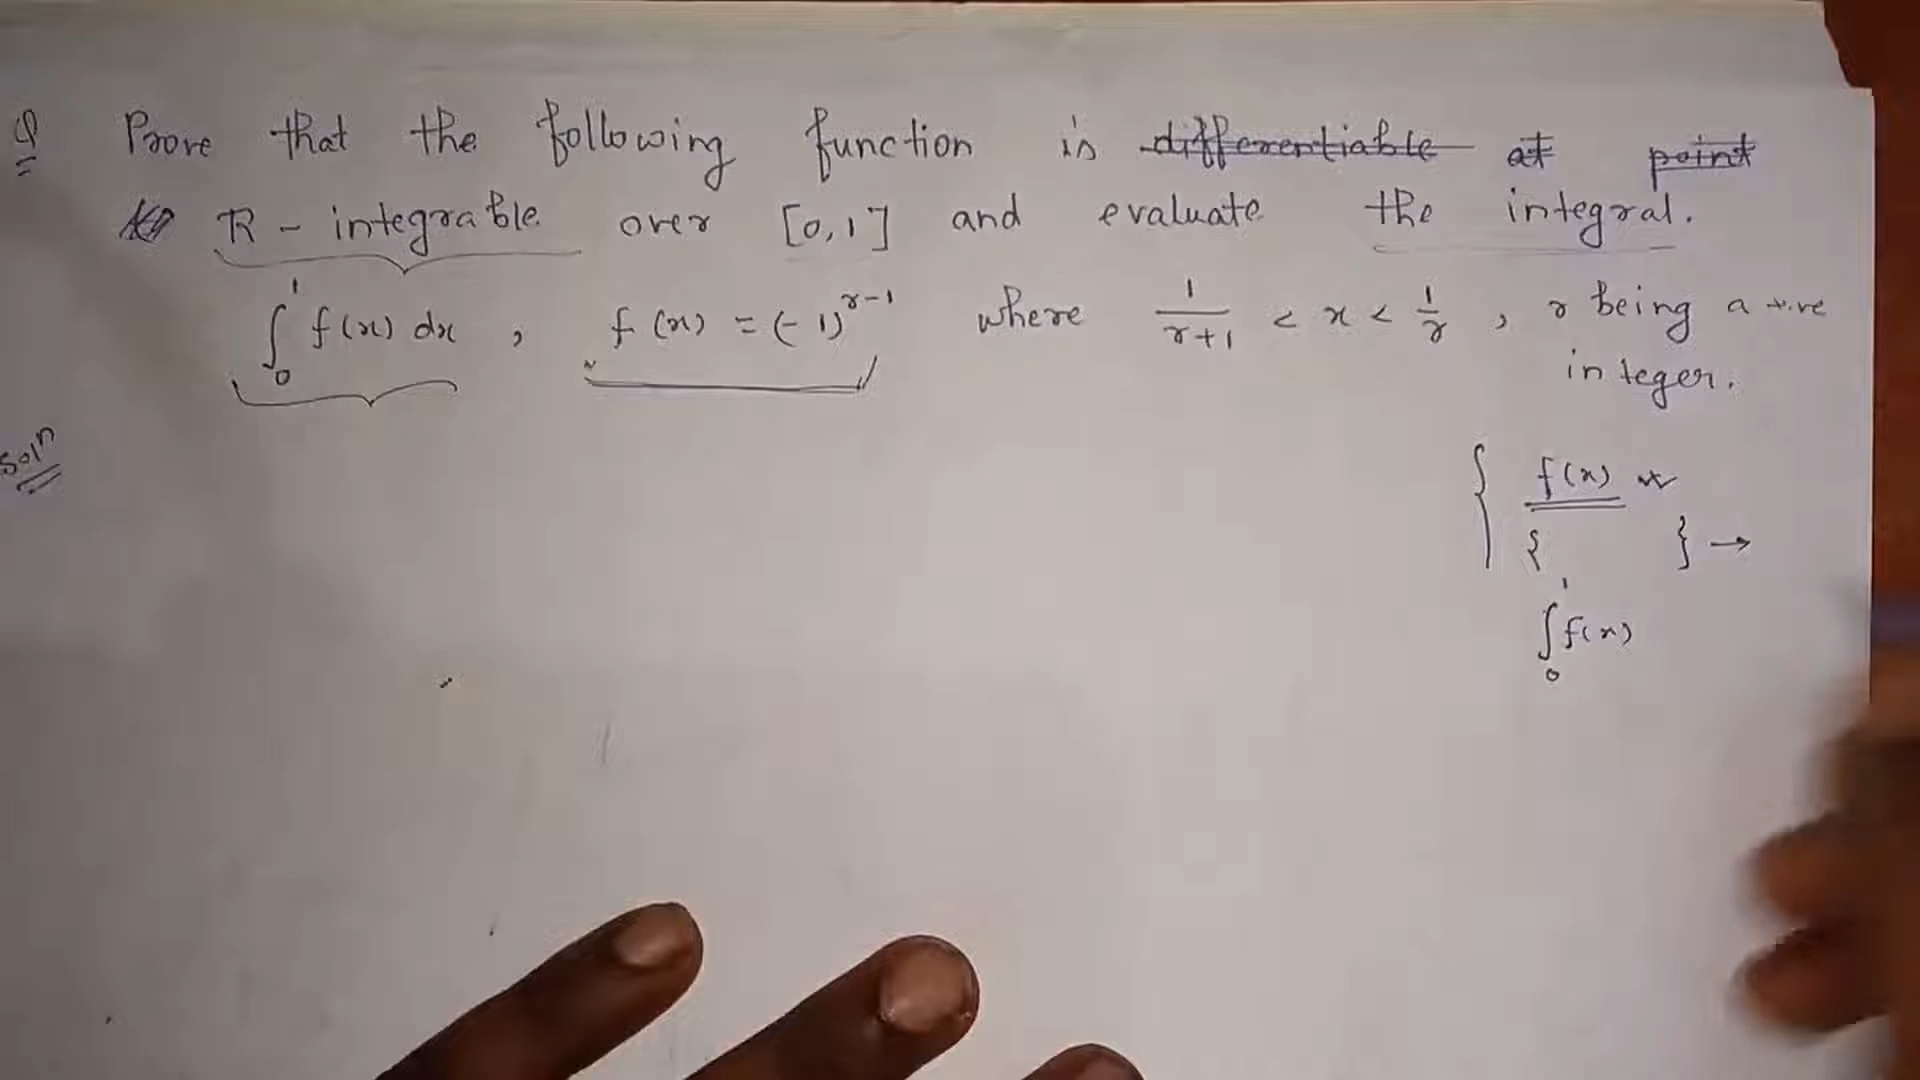 Q Prove that the following function is differentiable at point
R - integrable over [0,1] and evaluate the integral.
∫₀¹ f(x) dx , f(x) = (-1)^(r-1) where 1/(r+1) < x < 1/r , r being a +ive
integer.
Solⁿ
{ f(x)
{ } →
∫₀¹ f(x)